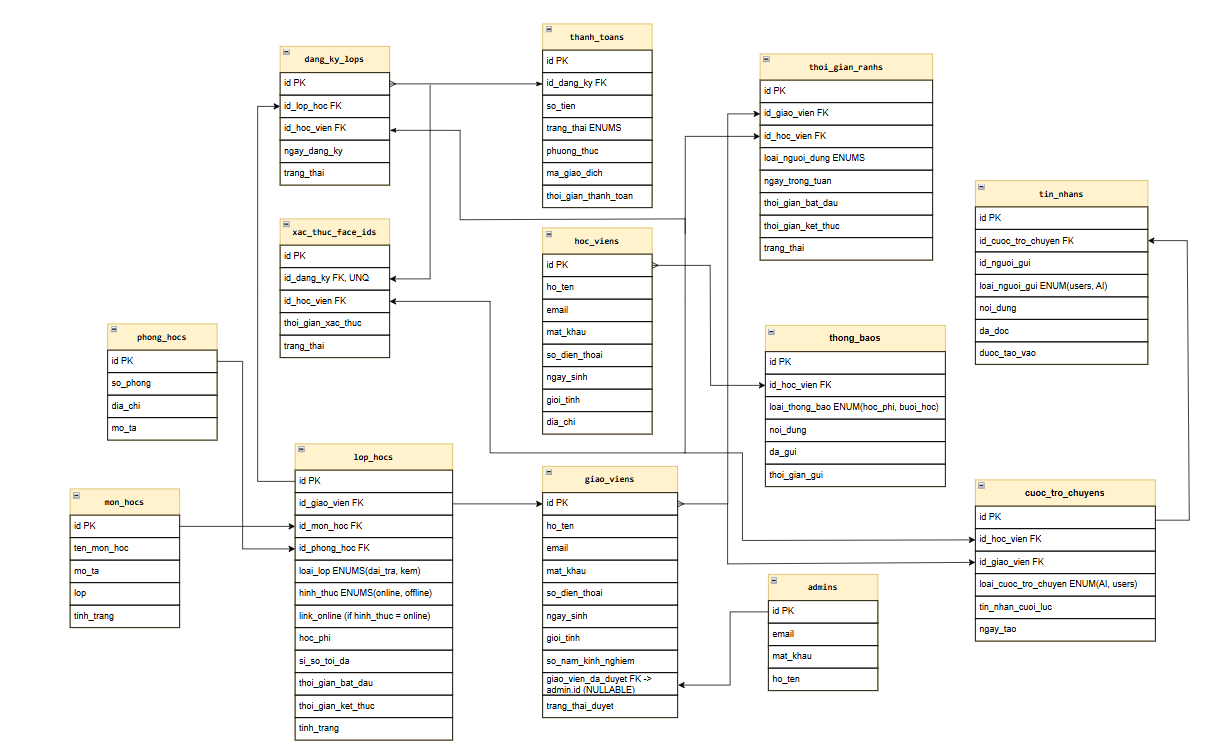 dang_ky_lops
id PK
id_lop_hoc FK
id_hoc_vien FK
ngay_dang_ky
trang_thai
thanh_toans
id PK
id_dang_ky FK
so_tien
trang_thai ENUMS
phuong_thuc
ma_giao_dich
thoi_gian_thanh_toan
thoi_gian_ranhs
id PK
id_giao_vien FK
id_hoc_vien FK
loai_nguoi_dung ENUMS
ngay_trong_tuan
thoi_gian_bat_dau
thoi_gian_ket_thuc
trang_thai
tin_nhans
id PK
id_cuoc_tro_chuyen FK
id_nguoi_gui
loai_nguoi_gui ENUM(users, AI)
noi_dung
da_doc
duoc_tao_vao
xac_thuc_face_ids
id PK
id_dang_ky FK, UNQ
id_hoc_vien FK
thoi_gian_xac_thuc
trang_thai
hoc_viens
id PK
ho_ten
email
mat_khau
so_dien_thoai
ngay_sinh
gioi_tinh
dia_chi
phong_hocs
id PK
so_phong
dia_chi
mo_ta
thong_baos
id PK
id_hoc_vien FK
loai_thong_bao ENUM(hoc_phi, buoi_hoc)
noi_dung
da_gui
thoi_gian_gui
mon_hocs
id PK
ten_mon_hoc
mo_ta
lop
tinh_trang
lop_hocs
id PK
id_giao_vien FK
id_mon_hoc FK
id_phong_hoc FK
loai_lop ENUMS(dai_tra, kem)
hinh_thuc ENUMS(online, offline)
link_online (if hinh_thuc = online)
hoc_phi
si_so_toi_da
thoi_gian_bat_dau
thoi_gian_ket_thuc
tinh_trang
giao_viens
id PK
ho_ten
email
mat_khau
so_dien_thoai
ngay_sinh
gioi_tinh
so_nam_kinh_nghiem
giao_vien_da_duyet FK ->
admin.id (NULLABLE)
trang_thai_duyet
admins
id PK
email
mat_khau
ho_ten
cuoc_tro_chuyens
id PK
id_hoc_vien FK
id_giao_vien FK
loai_cuoc_tro_chuyen ENUM(AI, users)
tin_nhan_cuoi_luc
ngay_tao